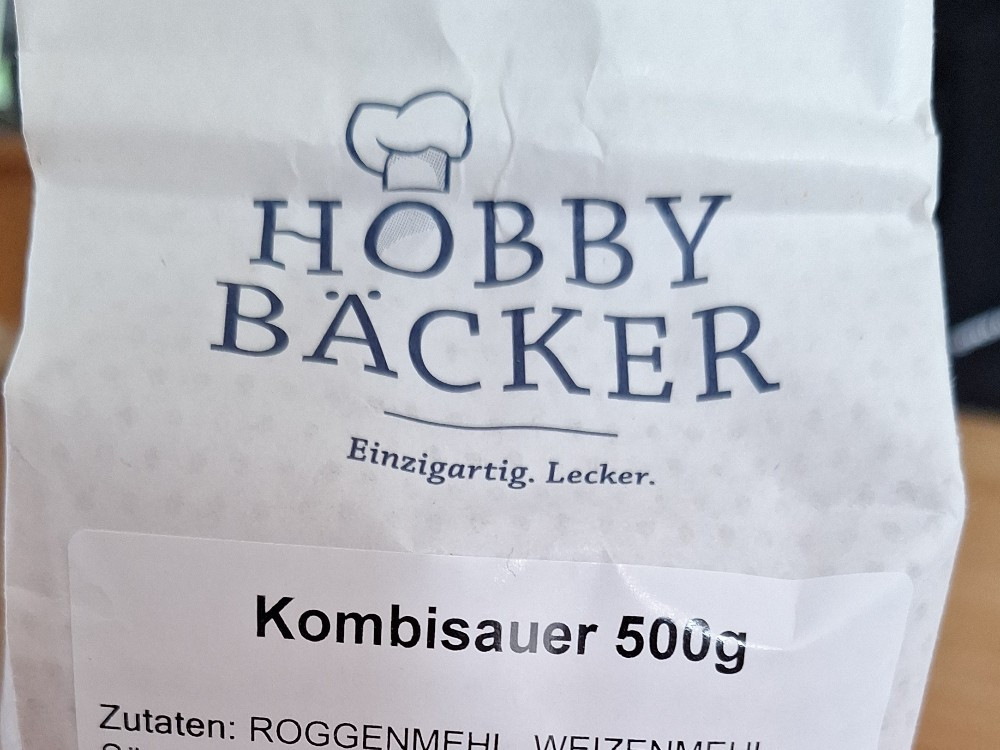 HOBBY
BÄCKER
Einzigartig. Lecker.
Kombisauer 500g
Zutaten: ROGGENMEHL, WEIZENMEHL,